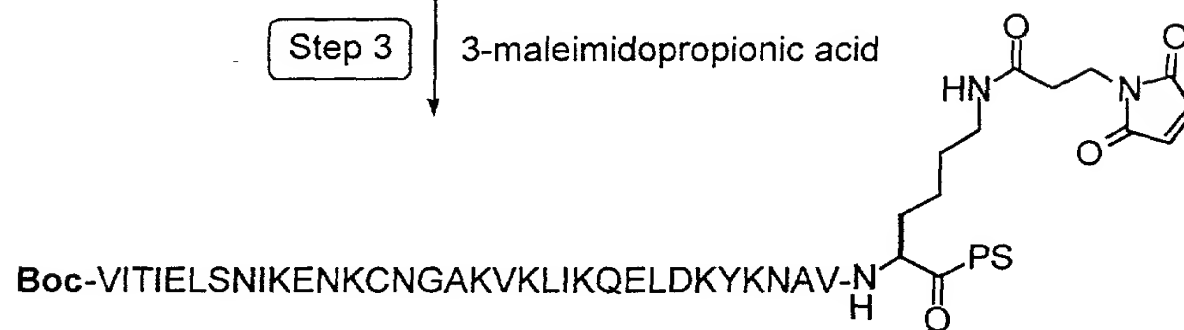 Step 3
3-maleimidopropionic acid
O
O
HN
N
O
Boc-VITIELSNIKENKCNGAKVKLIKQELDKYKNAV-N
H
PS
O